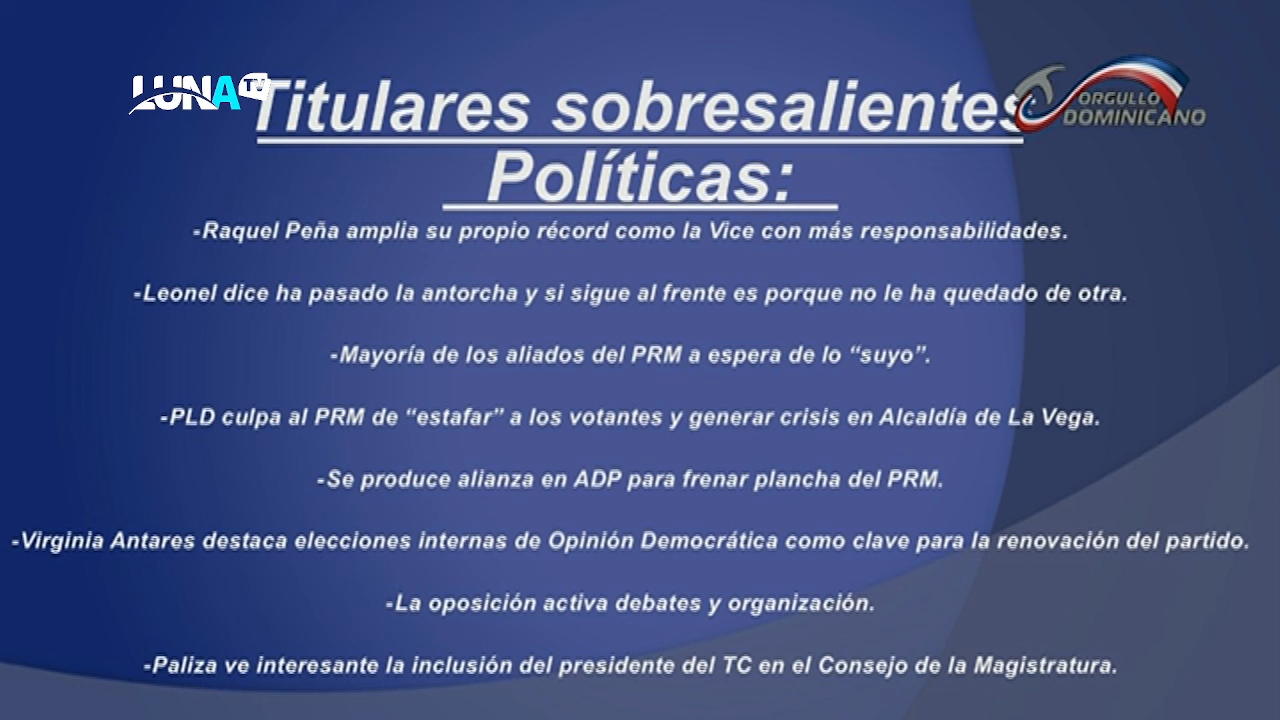 LUNA TV
ORGULLO
DOMINICANO
Titulares sobresalientes
Políticas:
-Raquel Peña amplia su propio récord como la Vice con más responsabilidades.
-Leonel dice ha pasado la antorcha y si sigue al frente es porque no le ha quedado de otra.
-Mayoría de los aliados del PRM a espera de lo “suyo”.
-PLD culpa al PRM de “estafar” a los votantes y generar crisis en Alcaldía de La Vega.
-Se produce alianza en ADP para frenar plancha del PRM.
-Virginia Antares destaca elecciones internas de Opinión Democrática como clave para la renovación del partido.
-La oposición activa debates y organización.
-Paliza ve interesante la inclusión del presidente del TC en el Consejo de la Magistratura.